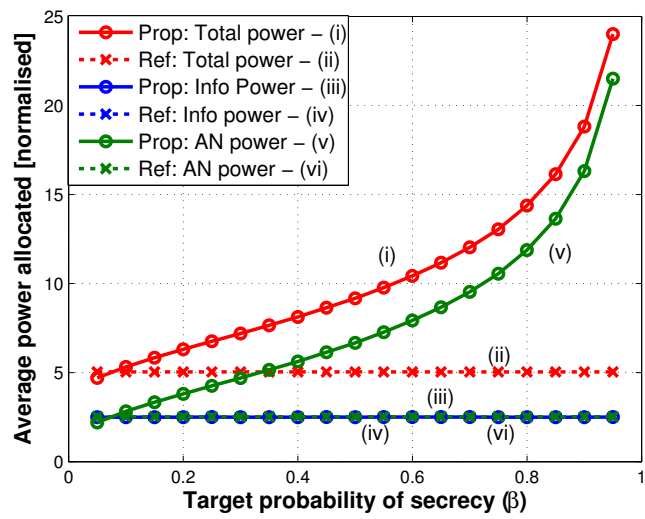 25
20
15
10
5
0
Average power allocated [normalised]
Prop: Total power – (i)
Ref: Total power – (ii)
Prop: Info Power – (iii)
Ref: Info power – (iv)
Prop: AN power – (v)
Ref: AN power – (vi)
(i)
(v)
(ii)
(iii)
(iv)
(vi)
0
0.2
0.4
0.6
0.8
1
Target probability of secrecy (β)